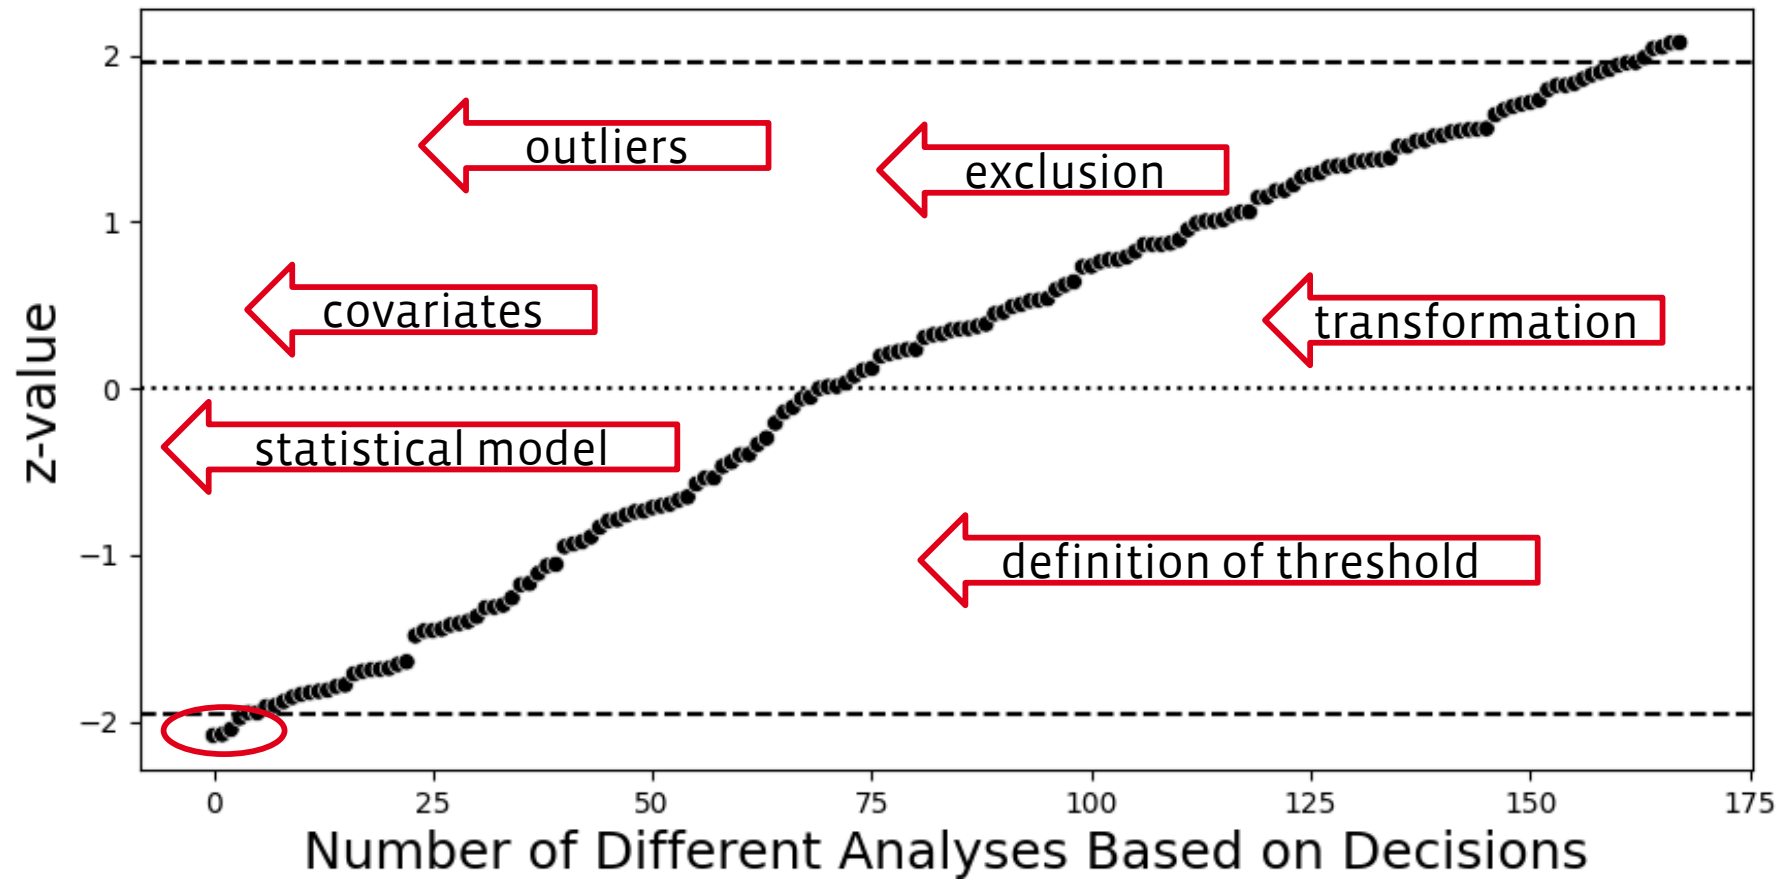 2
outliers
exclusion
1
covariates
transformation
z-value
0
statistical model
−1
definition of threshold
−2
0 25 50 75 100 125 150 175
Number of Different Analyses Based on Decisions